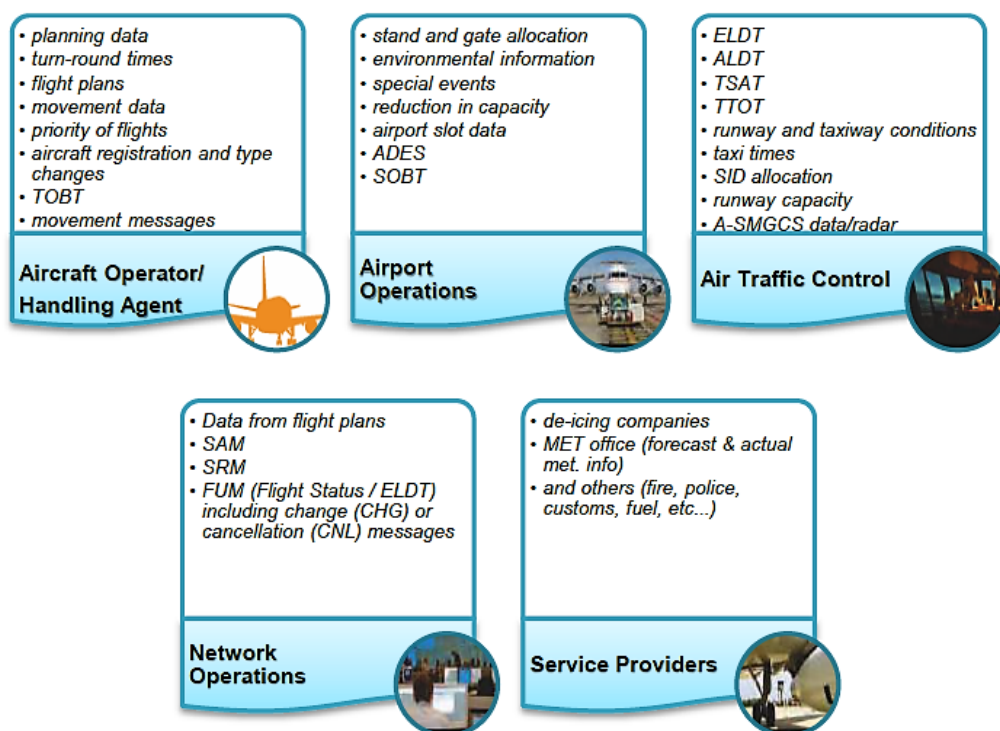 • planning data
• turn-round times
• flight plans
• movement data
• priority of flights
• aircraft registration and type
changes
• TOBT
• movement messages
Aircraft Operator/
Handling Agent
• stand and gate allocation
• environmental information
• special events
• reduction in capacity
• airport slot data
• ADES
• SOBT
Airport
Operations
• ELDT
• ALDT
• TSAT
• TTOT
• runway and taxiway conditions
• taxi times
• SID allocation
• runway capacity
• A-SMGCS data/radar
Air Traffic Control
• Data from flight plans
• SAM
• SRM
• FUM (Flight Status / ELDT)
including change (CHG) or
cancellation (CNL) messages
Network
Operations
• de-icing companies
• MET office (forecast & actual
met. info)
• and others (fire, police,
customs, fuel, etc...)
Service Providers